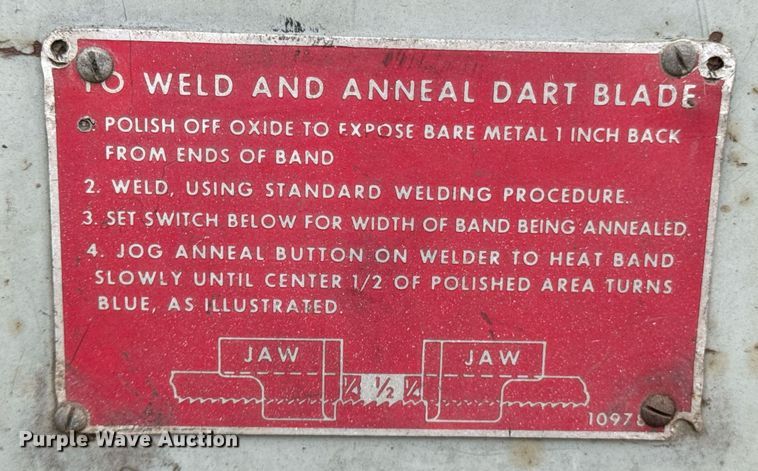 TO WELD AND ANNEAL DART BLADE
POLISH OFF OXIDE TO EXPOSE BARE METAL 1 INCH BACK
FROM ENDS OF BAND
2. WELD, USING STANDARD WELDING PROCEDURE.
3. SET SWITCH BELOW FOR WIDTH OF BAND BEING ANNEALED.
4. JOG ANNEAL BUTTON ON WELDER TO HEAT BAND
SLOWLY UNTIL CENTER 1/2 OF POLISHED AREA TURNS
BLUE, AS ILLUSTRATED.
JAW JAW
1/4 1/2 1/4
Purple Wave Auction